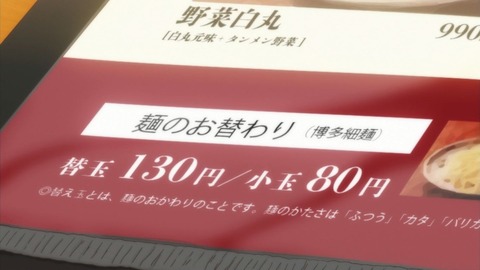 野菜白丸
[白丸元味・タンメン野菜]
990
麺のお替わり（博多細麺）
替玉 130円／小玉 80円
◎替え玉とは、麺のおかわりのことです。麺のかたさは「ふつう」「カタ」「バリカ